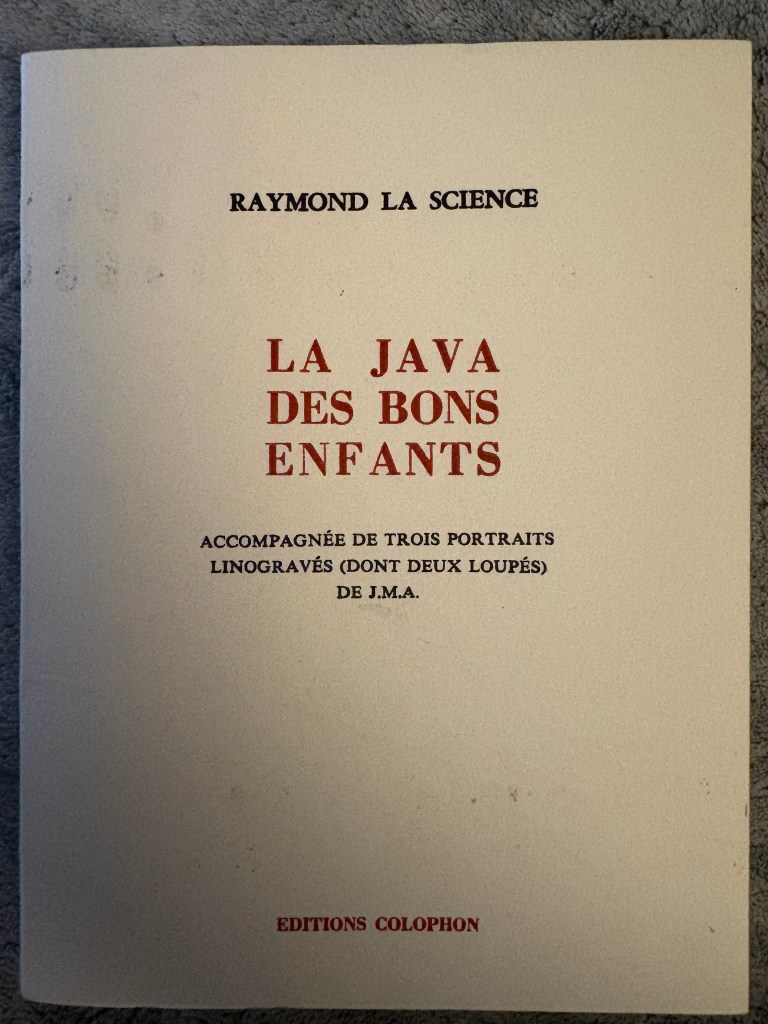 RAYMOND LA SCIENCE
LA JAVA
DES BONS
ENFANTS
ACCOMPAGNÉE DE TROIS PORTRAITS
LINOGRAVÉS (DONT DEUX LOUPÉS)
DE J.M.A.
EDITIONS COLOPHON